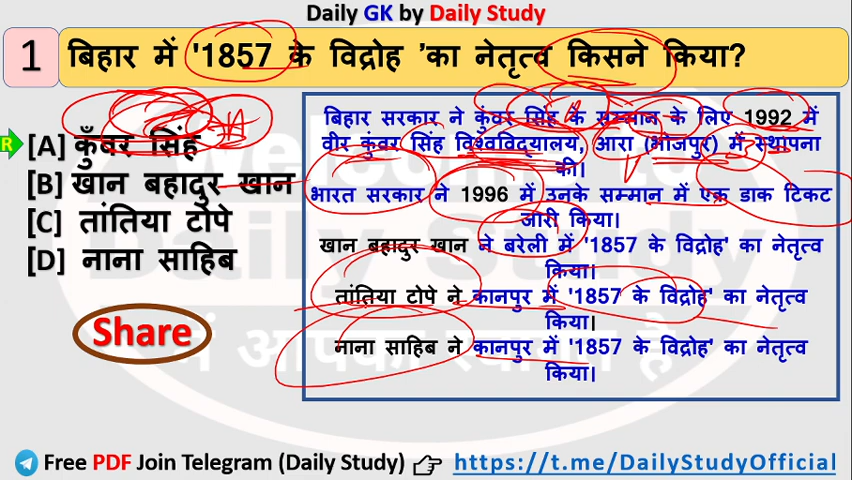 Daily GK by Daily Study
1 बिहार में '1857 के विद्रोह 'का नेतृत्व किसने किया?
R
[A] कुँवर सिंह
[B] खान बहादुर खान
[C] तांतिया टोपे
[D] नाना साहिब
Share
बिहार सरकार ने कुंवर सिंह के सम्मान के लिए 1992 में
वीर कुंवर सिंह विश्वविद्यालय, आरा (भोजपुर) में स्थापना
की।
भारत सरकार ने 1996 में उनके सम्मान में एक डाक टिकट
जारी किया।
खान बहादुर खान ने बरेली में '1857 के विद्रोह' का नेतृत्व
किया।
तांतिया टोपे ने कानपुर में '1857 के विद्रोह' का नेतृत्व
किया।
नाना साहिब ने कानपुर में '1857 के विद्रोह' का नेतृत्व
किया।
Free PDF Join Telegram (Daily Study) https://t.me/DailyStudyOfficial